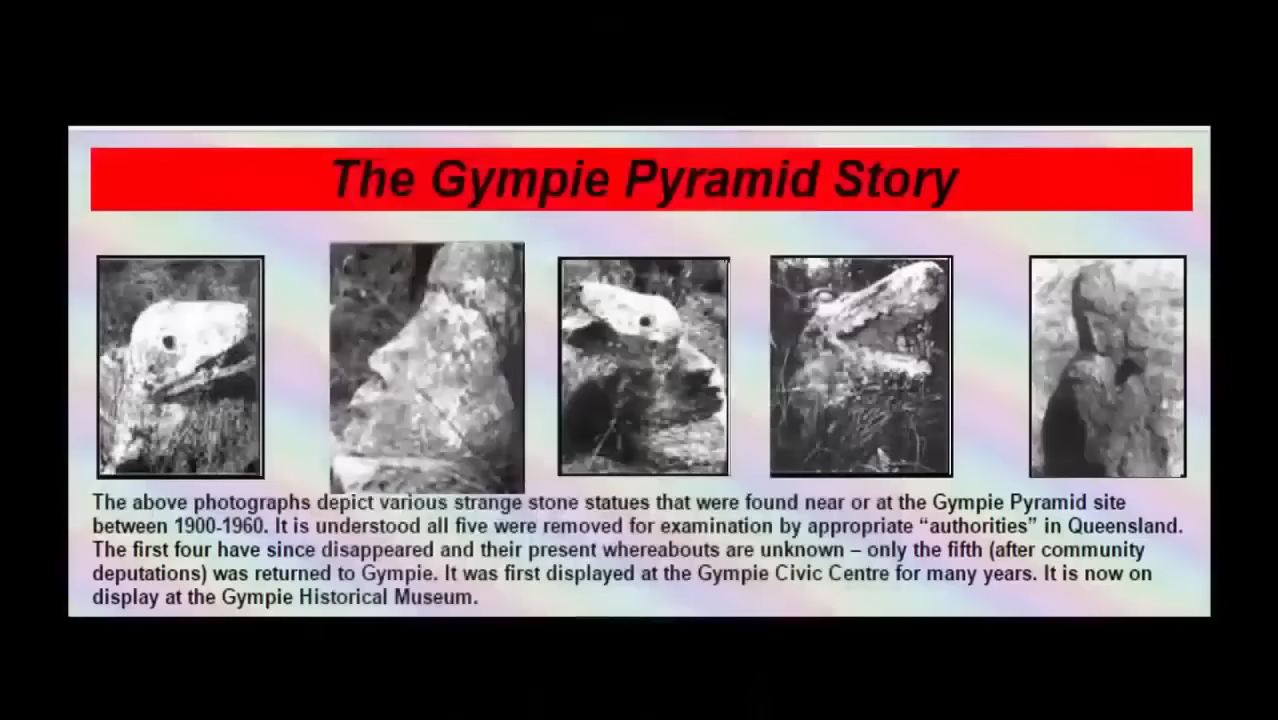 The Gympie Pyramid Story
The above photographs depict various strange stone statues that were found near or at the Gympie Pyramid site
between 1900-1960. It is understood all five were removed for examination by appropriate “authorities” in Queensland.
The first four have since disappeared and their present whereabouts are unknown – only the fifth (after community
deputations) was returned to Gympie. It was first displayed at the Gympie Civic Centre for many years. It is now on
display at the Gympie Historical Museum.